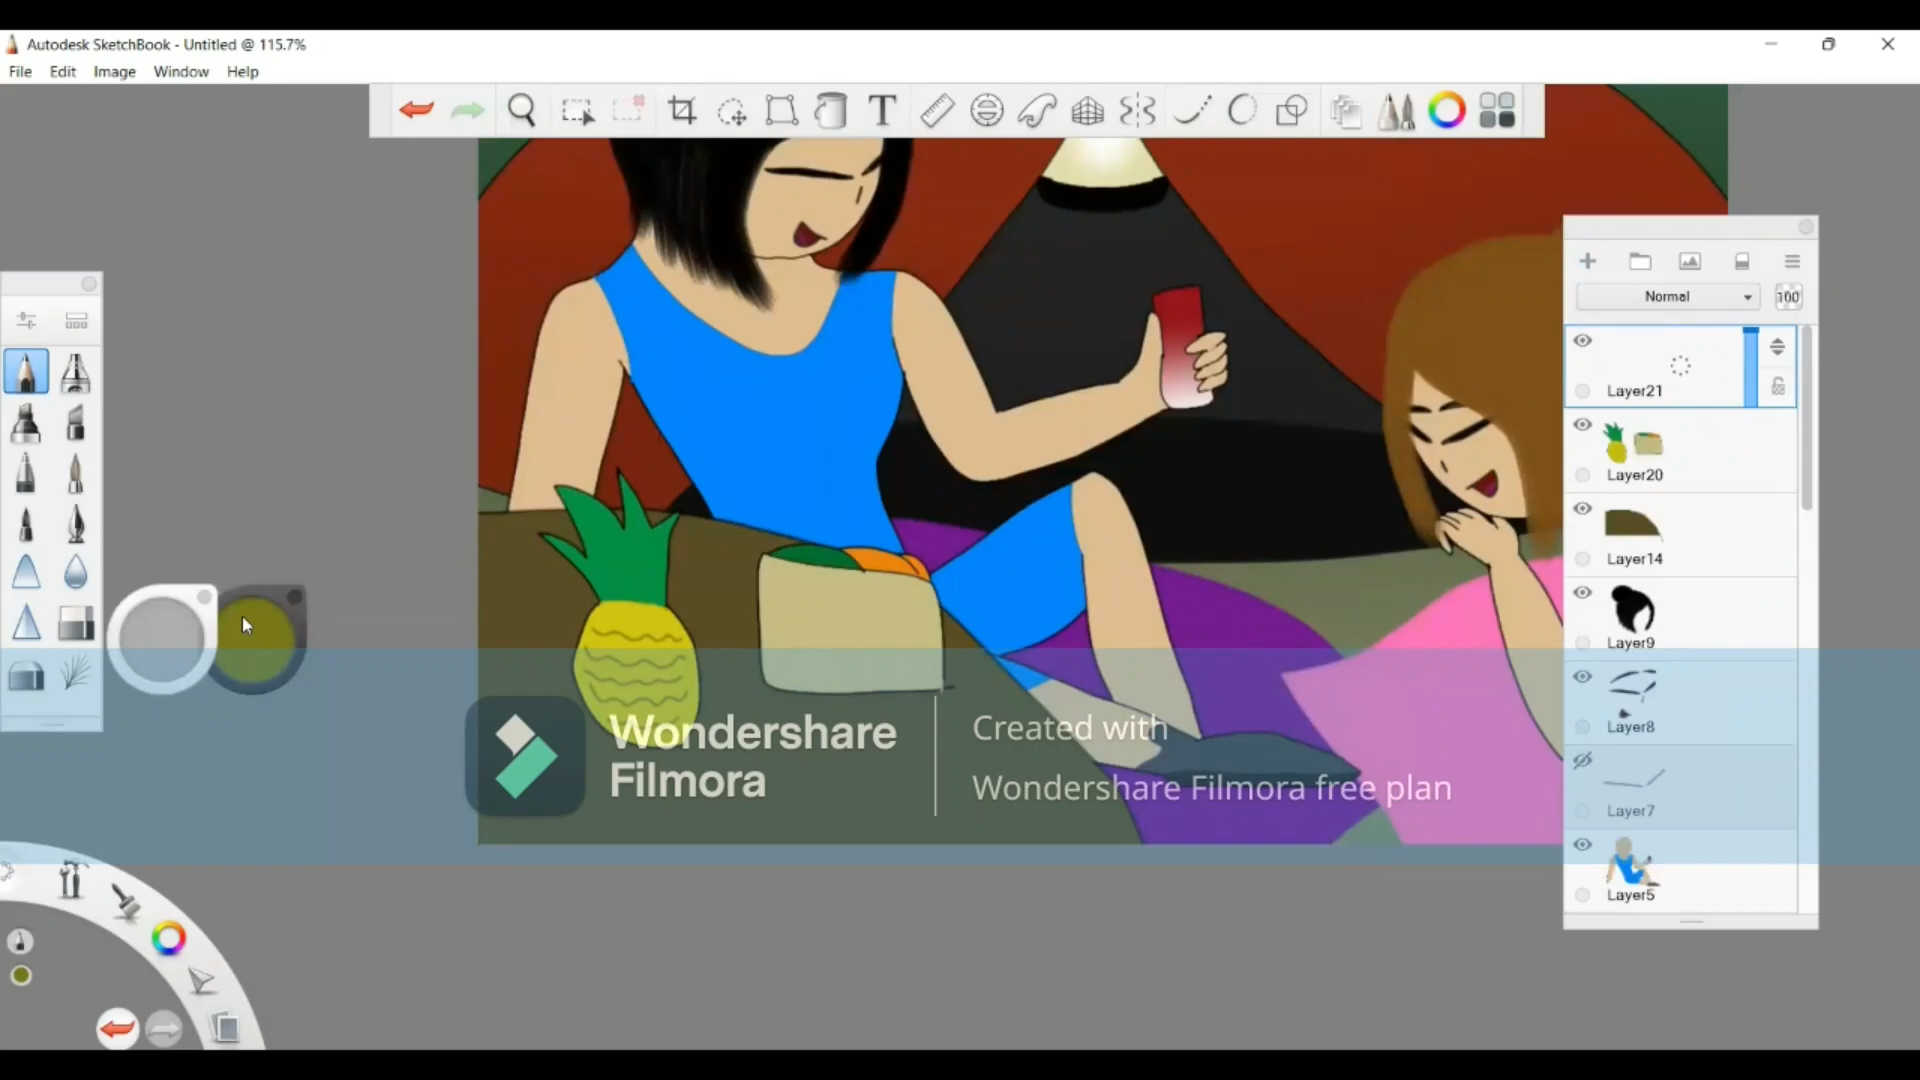 Autodesk SketchBook - Untitled @ 115.7%
File Edit Image Window Help
T
Normal 100
Layer21
Layer20
Layer14
Layer9
Layer8
Layer7
Layer5
Wondershare
Filmora
Created with
Wondershare Filmora free plan